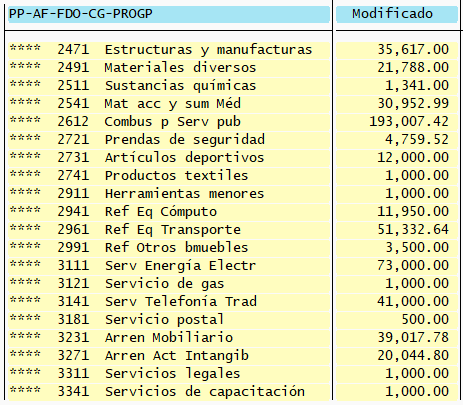 PP-AF-FDO-CG-PROGP Modificado
**** 2471 Estructuras y manufacturas 35,617.00
**** 2491 Materiales diversos 21,788.00
**** 2511 Sustancias químicas 1,341.00
**** 2541 Mat acc y sum Méd 30,952.99
**** 2612 Combus p Serv pub 193,007.42
**** 2721 Prendas de seguridad 4,759.52
**** 2731 Artículos deportivos 12,000.00
**** 2741 Productos textiles 1,000.00
**** 2911 Herramientas menores 1,000.00
**** 2941 Ref Eq Cómputo 11,950.00
**** 2961 Ref Eq Transporte 51,332.64
**** 2991 Ref Otros bmuebles 3,500.00
**** 3111 Serv Energía Electr 73,000.00
**** 3121 Servicio de gas 1,000.00
**** 3141 Serv Telefonía Trad 41,000.00
**** 3181 Servicio postal 500.00
**** 3231 Arren Mobiliario 39,017.78
**** 3271 Arren Act Intangib 20,044.80
**** 3311 Servicios legales 1,000.00
**** 3341 Servicios de capacitación 1,000.00